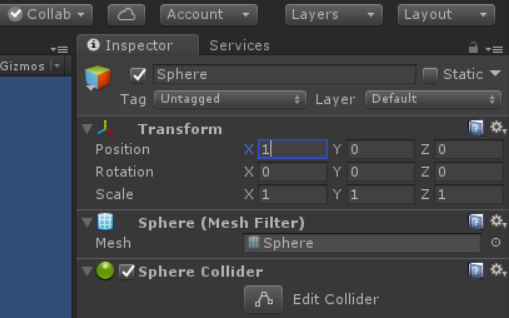 Collab Account Layers Layout
Inspector Services
Gizmos
Sphere Static
Tag Untagged Layer Default
Transform
Position X 1 Y 0 Z 0
Rotation X 0 Y 0 Z 0
Scale X 1 Y 1 Z 1
Sphere (Mesh Filter)
Mesh Sphere
Sphere Collider
Edit Collider